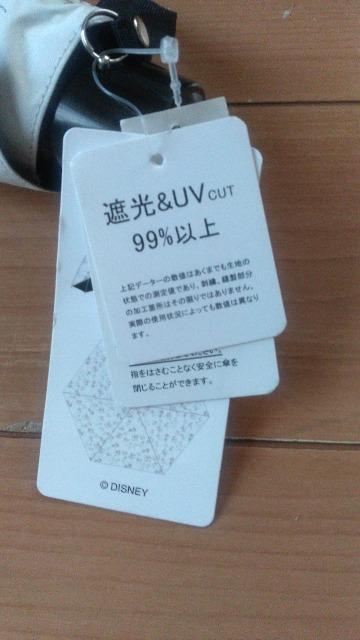 遮光&UV CUT
99%以上
上記データーの数値はあくまでも生地の
状態での測定値であり、刺繍、縫製部分
の加工箇所はその限りではありません。
実際の使用状況によっても数値は異なり
ます。
指をはさむことなく安全に傘を
閉じることができます。
© DISNEY